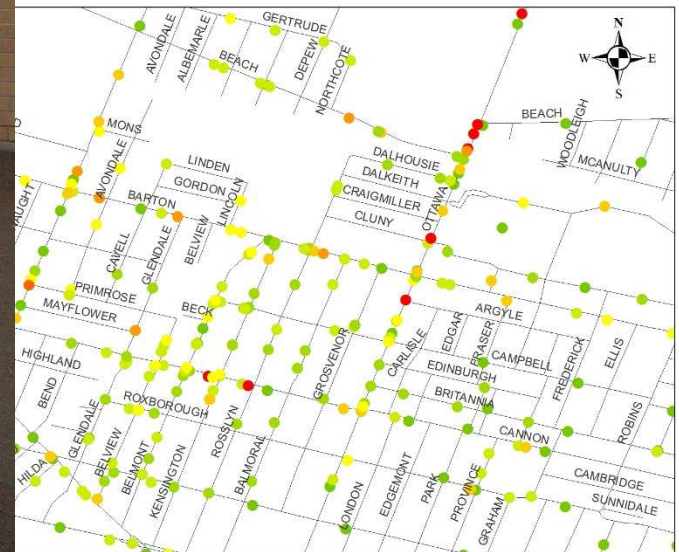 GERTRUDE
AVONDALE
ALBEMARLE
BEACH
DEPEW
NORTHCOTE
N
W
E
S
BEACH
WOODLEIGH
MCANULTY
MONS
AVONDALE
LINDEN
GORDON
LINCOLN
BARTON
DALHOUSIE
DALKEITH
CRAIGMILLER
CLUNY
OTTAWA
CAVELL
GLENDALE
BELVIEW
PRIMROSE
MAYFLOWER
BECK
ARGYLE
GROSVENOR
CARLISLE
EDGAR
FRASER
CAMPBELL
FREDERICK
ELLIS
HIGHLAND
BEND
EDINBURGH
BRITANNIA
ROXBOROUGH
ROSSLYN
CANNON
ROBINS
GLENDALE
BELVIEW
BELMONT
KENSINGTON
BALMORAL
HILDA
LONDON
EDGEMONT
PARK
PROVINCE
GRAHAM
CAMBRIDGE
SUNNIDALE